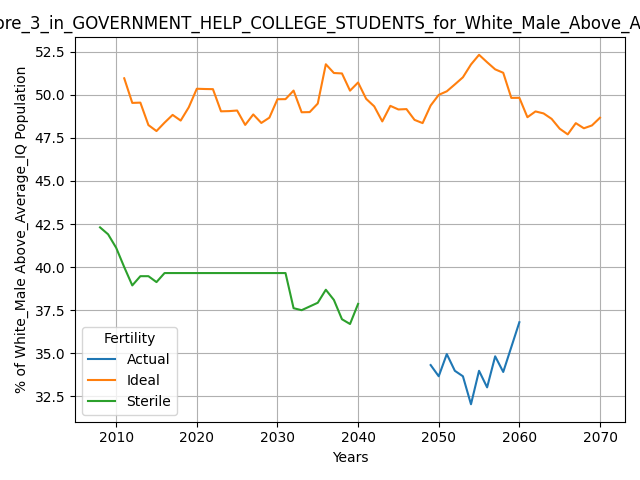 ore_3_in_GOVERNMENT_HELP_COLLEGE_STUDENTS_for_White_Male_Above_A
% of White_Male Above_Average_IQ Population
52.5
50.0
47.5
45.0
42.5
40.0
37.5
35.0
32.5
Fertility
Actual
Ideal
Sterile
2010 2020 2030 2040 2050 2060 2070
Years